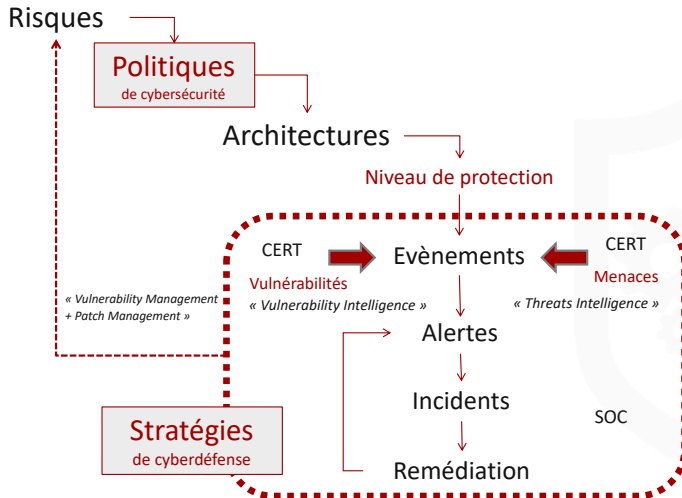 Risques
Politiques
de cybersécurité
Architectures
Niveau de protection
CERT
Evènements
CERT
Vulnérabilités
Menaces
« Vulnerability Management
+ Patch Management »
« Vulnerability Intelligence »
« Threats Intelligence »
Alertes
Incidents
SOC
Stratégies
de cyberdéfense
Remédiation